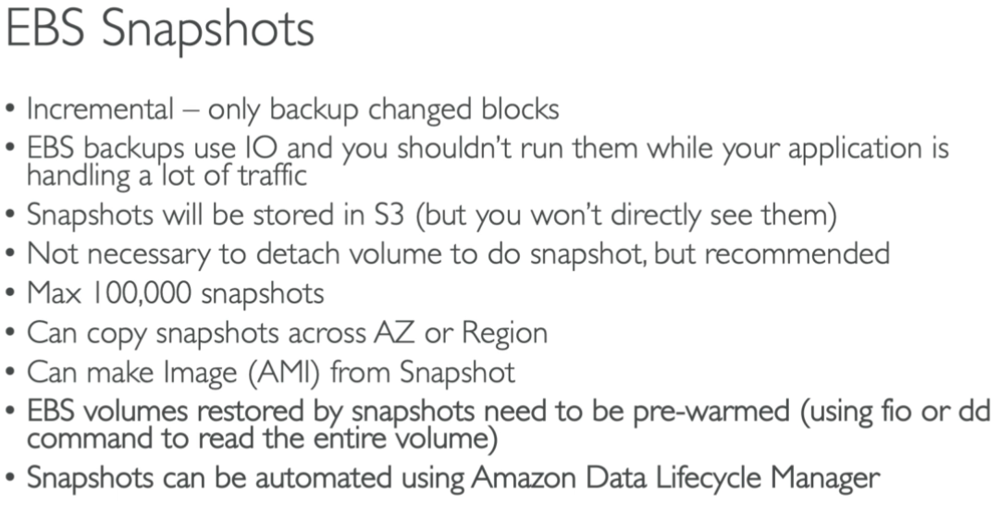 EBS Snapshots
• Incremental – only backup changed blocks
• EBS backups use IO and you shouldn't run them while your application is
handling a lot of traffic
• Snapshots will be stored in S3 (but you won't directly see them)
• Not necessary to detach volume to do snapshot, but recommended
• Max 100,000 snapshots
• Can copy snapshots across AZ or Region
• Can make Image (AMI) from Snapshot
• EBS volumes restored by snapshots need to be pre-warmed (using fio or dd
command to read the entire volume)
• Snapshots can be automated using Amazon Data Lifecycle Manager